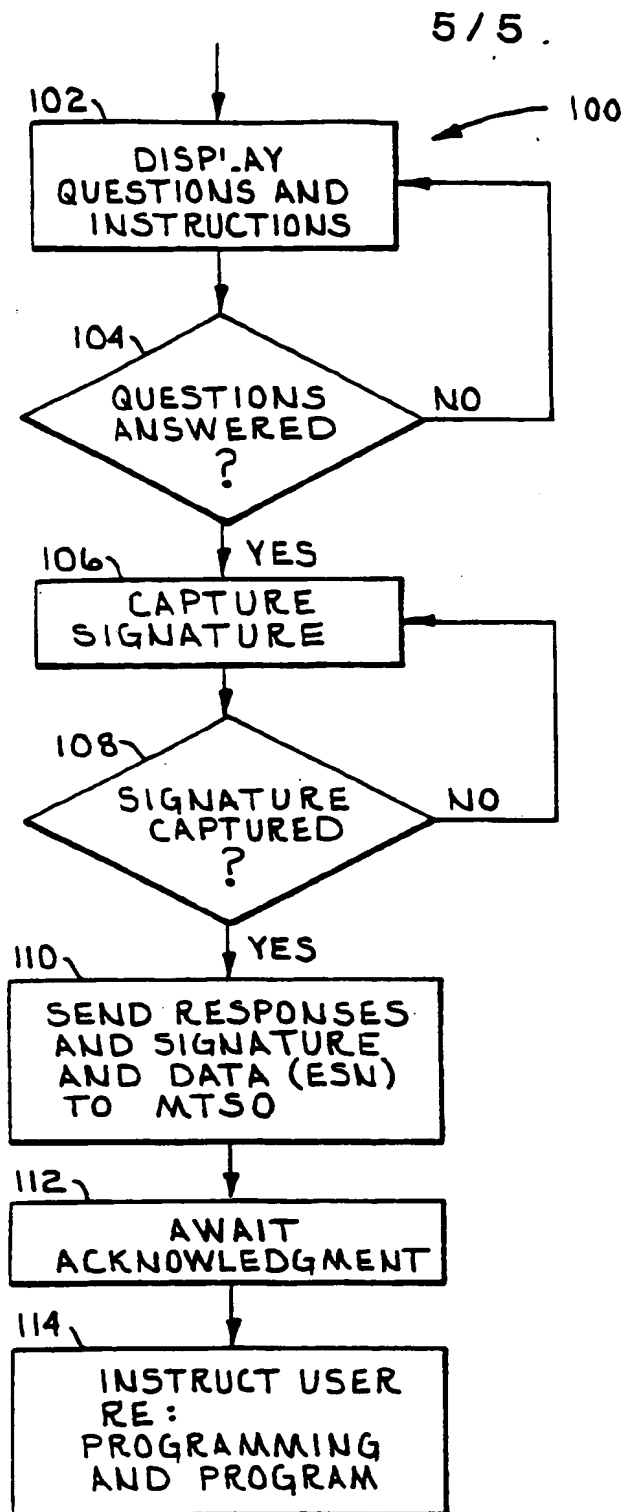 5/5.
100
102
DISPLAY
QUESTIONS AND
INSTRUCTIONS
104
QUESTIONS
ANSWERED
?
NO
YES
106
CAPTURE
SIGNATURE
108
SIGNATURE
CAPTURED
?
NO
YES
110
SEND RESPONSES
AND SIGNATURE
AND DATA (ESN)
TO MTSO
112
AWAIT
ACKNOWLEDGMENT
114
INSTRUCT USER
RE:
PROGRAMMING
AND PROGRAM